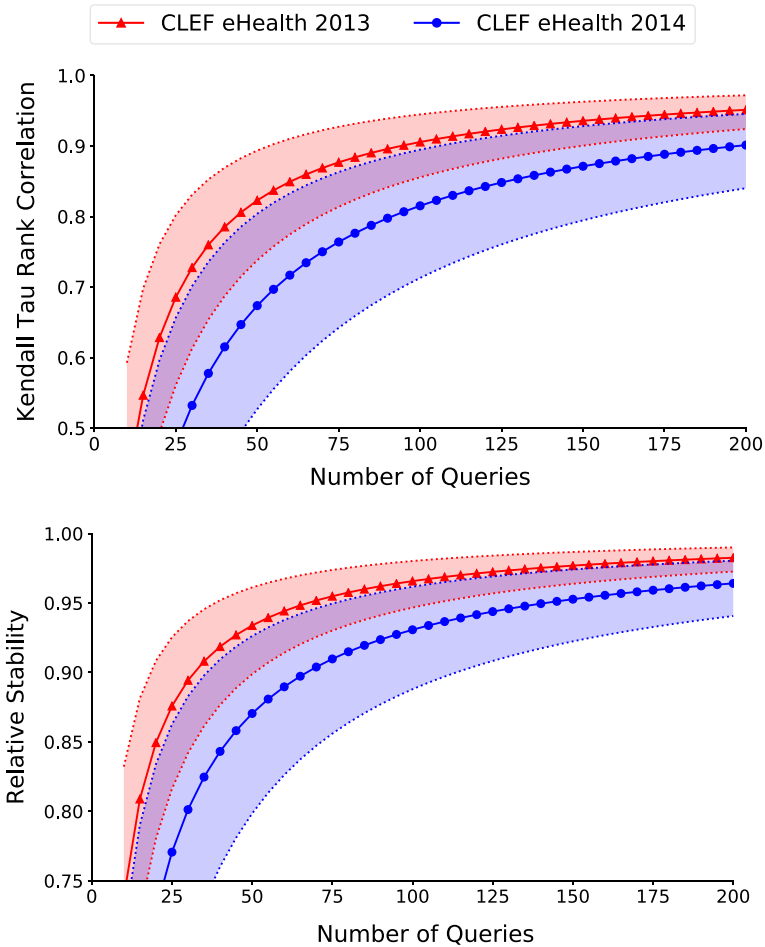 CLEF eHealth 2013 CLEF eHealth 2014
Kendall Tau Rank Correlation
1.0
0.9
0.8
0.7
0.6
0.5
0 25 50 75 100 125 150 175 200
Number of Queries
Relative Stability
1.00
0.95
0.90
0.85
0.80
0.75
0 25 50 75 100 125 150 175 200
Number of Queries